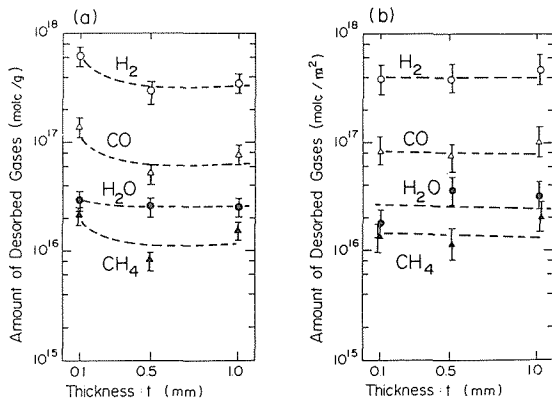 (a)
Amount of Desorbed Gases (molc/g)
10¹⁸
10¹⁷
10¹⁶
10¹⁵
H₂
CO
H₂O
CH₄
0.1 0.5 1.0
Thickness : t (mm)
(b)
Amount of Desorbed Gases (molc/m²)
10¹⁸
10¹⁷
10¹⁶
10¹⁵
H₂
CO
H₂O
CH₄
0.1 0.5 1.0
Thickness : t (mm)